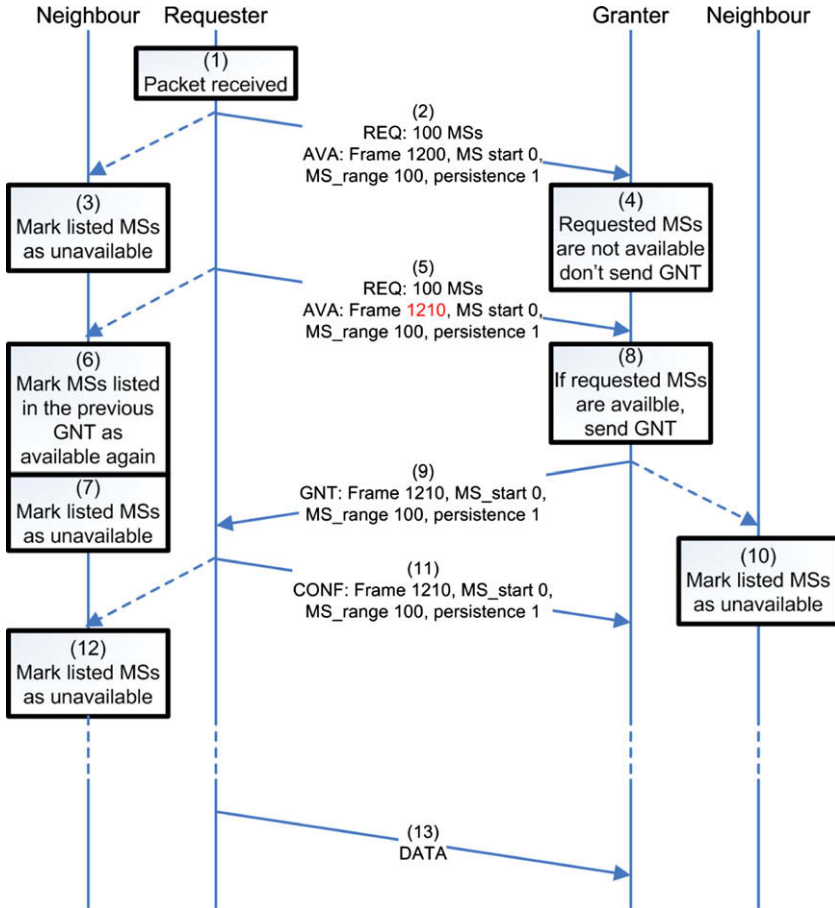 Neighbour Requester Granter Neighbour
(1)
Packet received
(2)
REQ: 100 MSs
AVA: Frame 1200, MS start 0,
MS_range 100, persistence 1
(3)
Mark listed MSs
as unavailable
(4)
Requested MSs
are not available
don't send GNT
(5)
REQ: 100 MSs
AVA: Frame 1210, MS start 0,
MS_range 100, persistence 1
(6)
Mark MSs listed
in the previous
GNT as
available again
(7)
Mark listed MSs
as unavailable
(8)
If requested MSs
are availble,
send GNT
(9)
GNT: Frame 1210, MS_start 0,
MS_range 100, persistence 1
(10)
Mark listed MSs
as unavailable
(11)
CONF: Frame 1210, MS_start 0,
MS_range 100, persistence 1
(12)
Mark listed MSs
as unavailable
(13)
DATA